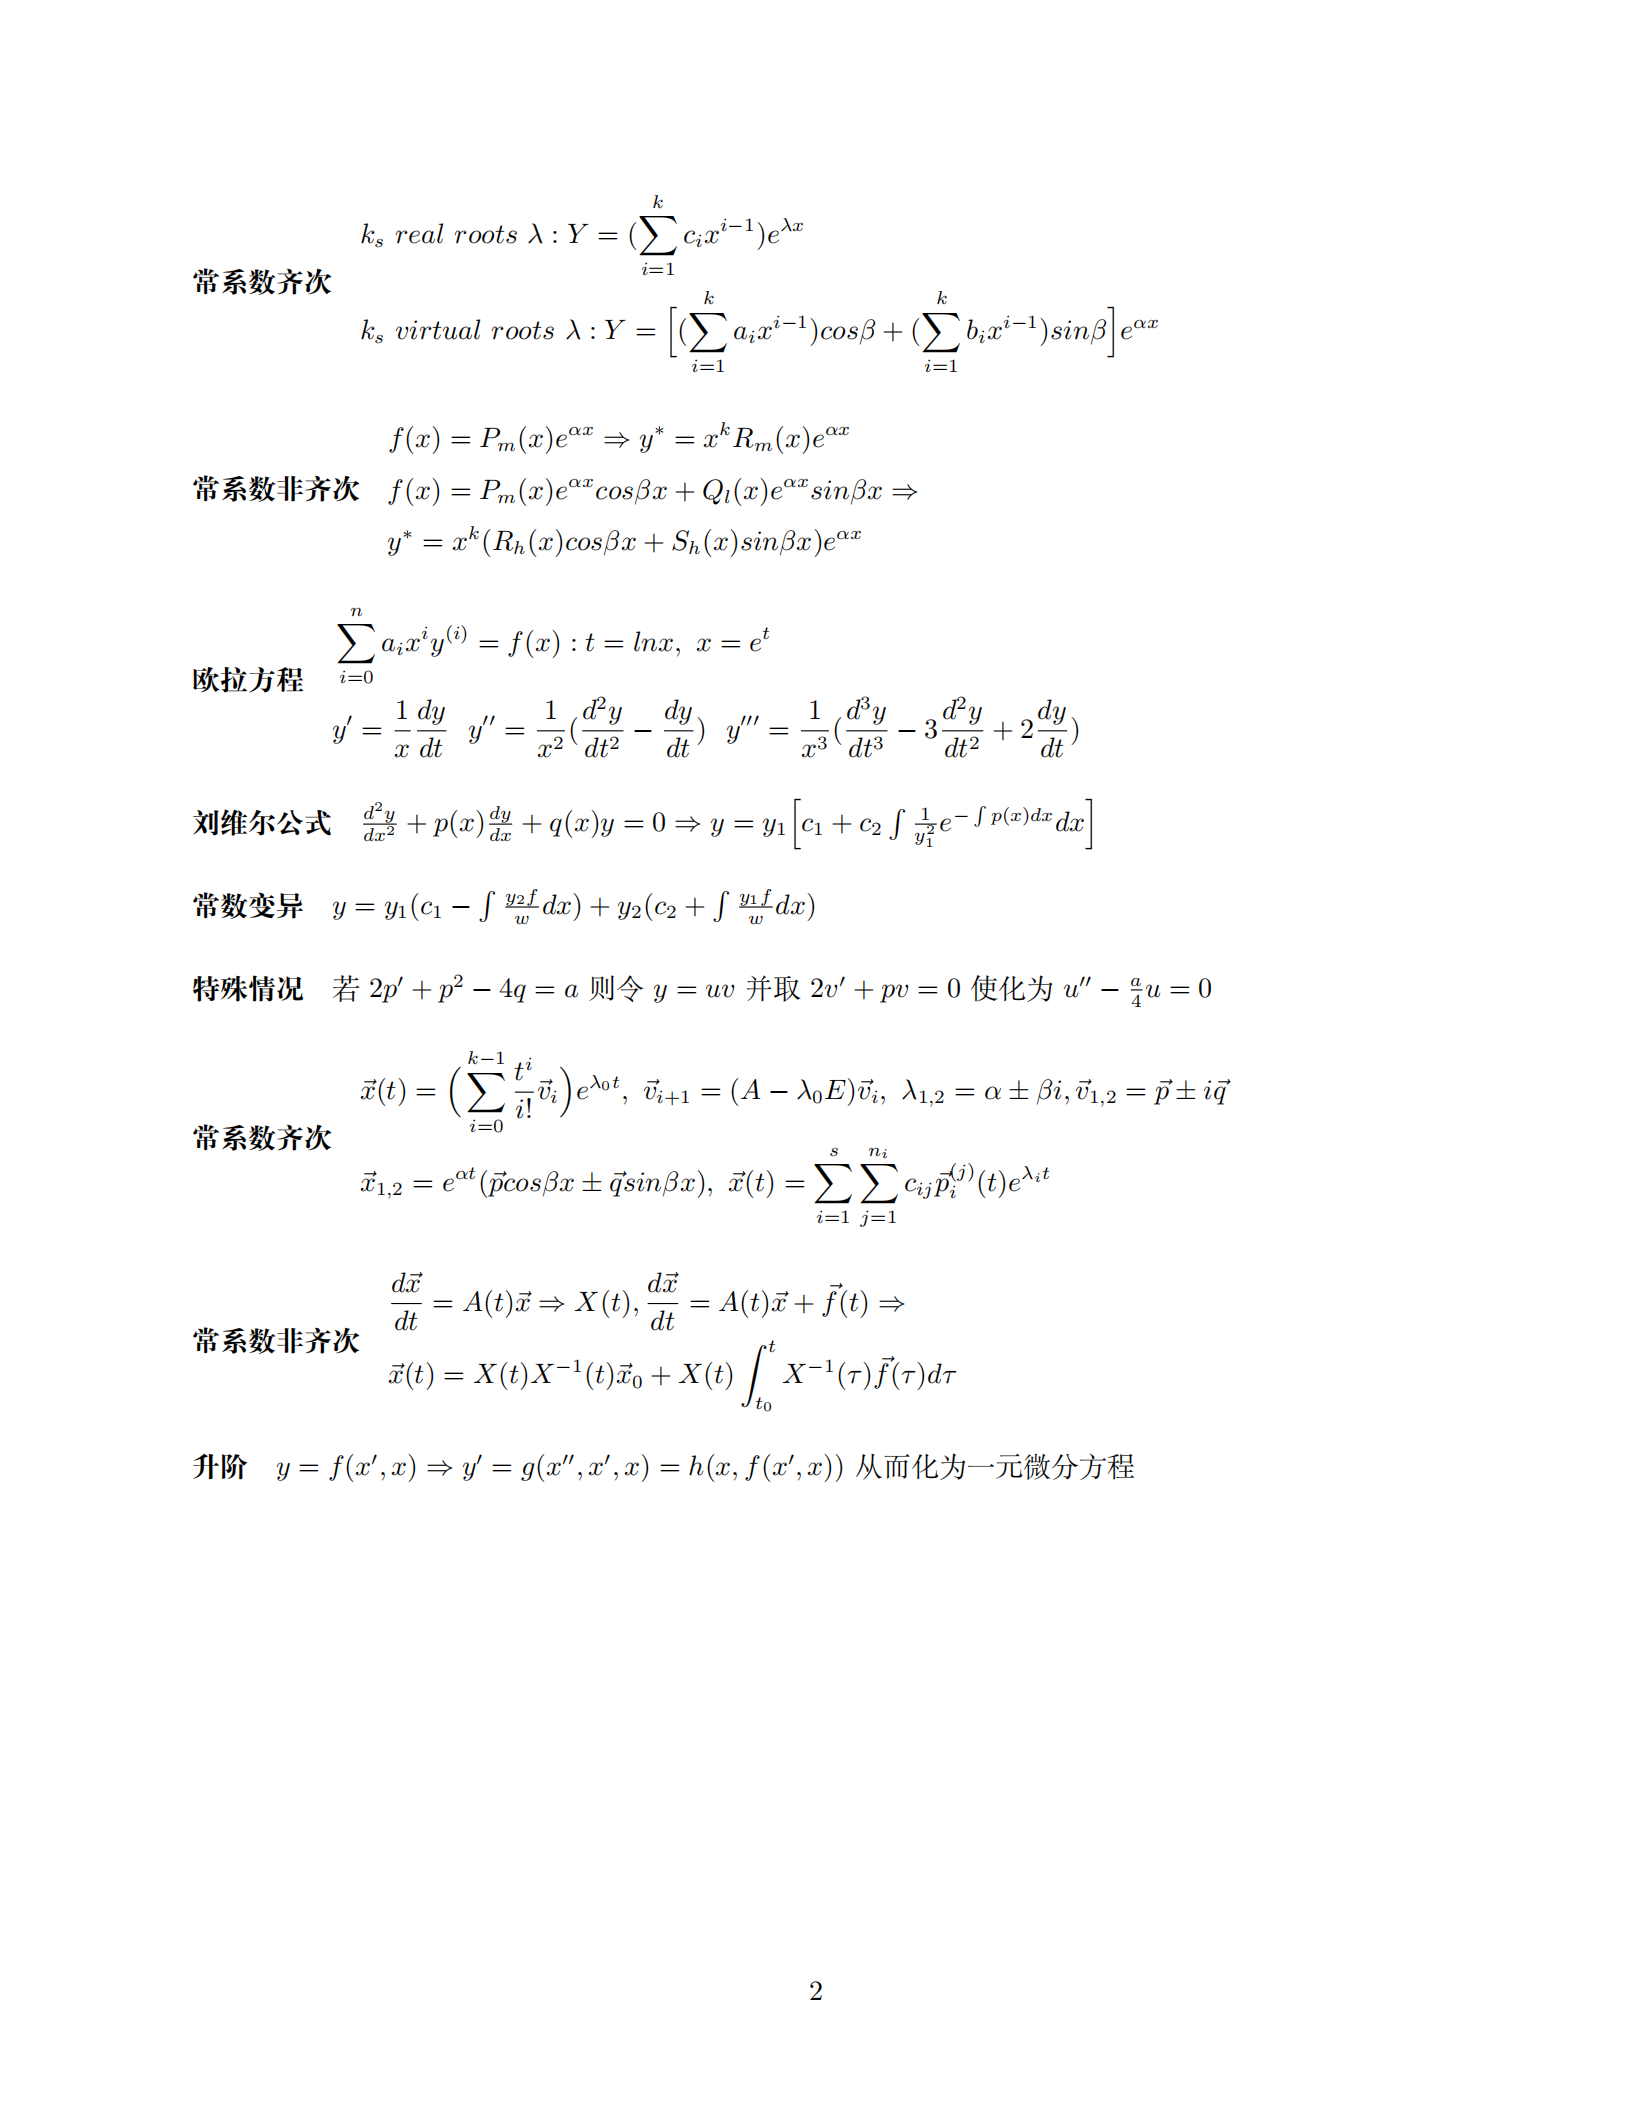 常系数齐次
$k_s\ real\ roots\ \lambda : Y = (\sum_{i=1}^{k} c_i x^{i-1})e^{\lambda x}$
$k_s\ virtual\ roots\ \lambda : Y = \left[(\sum_{i=1}^{k} a_i x^{i-1})cos\beta + (\sum_{i=1}^{k} b_i x^{i-1})sin\beta\right]e^{\alpha x}$
常系数非齐次
$f(x) = P_m(x)e^{\alpha x} \Rightarrow y^* = x^k R_m(x)e^{\alpha x}$
$f(x) = P_m(x)e^{\alpha x}cos\beta x + Q_l(x)e^{\alpha x}sin\beta x \Rightarrow$
$y^* = x^k(R_h(x)cos\beta x + S_h(x)sin\beta x)e^{\alpha x}$
欧拉方程
$\sum_{i=0}^{n} a_i x^i y^{(i)} = f(x) : t = lnx,\ x = e^t$
$y' = \frac{1}{x}\frac{dy}{dt}\ \ y'' = \frac{1}{x^2}(\frac{d^2y}{dt^2} - \frac{dy}{dt})\ \ y''' = \frac{1}{x^3}(\frac{d^3y}{dt^3} - 3\frac{d^2y}{dt^2} + 2\frac{dy}{dt})$
刘维尔公式 $\frac{d^2y}{dx^2} + p(x)\frac{dy}{dx} + q(x)y = 0 \Rightarrow y = y_1\left[c_1 + c_2\int \frac{1}{y_1^2}e^{-\int p(x)dx}dx\right]$
常数变异 $y = y_1(c_1 - \int \frac{y_2 f}{w}dx) + y_2(c_2 + \int \frac{y_1 f}{w}dx)$
特殊情况 若 $2p' + p^2 - 4q = a$ 则令 $y = uv$ 并取 $2v' + pv = 0$ 使化为 $u'' - \frac{a}{4}u = 0$
常系数齐次
$\vec{x}(t) = \left(\sum_{i=0}^{k-1} \frac{t^i}{i!}\vec{v}_i\right)e^{\lambda_0 t},\ \vec{v}_{i+1} = (A - \lambda_0 E)\vec{v}_i,\ \lambda_{1,2} = \alpha \pm \beta i, \vec{v}_{1,2} = \vec{p} \pm i\vec{q}$
$\vec{x}_{1,2} = e^{\alpha t}(\vec{p}cos\beta x \pm \vec{q}sin\beta x),\ \vec{x}(t) = \sum_{i=1}^{s}\sum_{j=1}^{n_i} c_{ij}\vec{p}_i^{(j)}(t)e^{\lambda_i t}$
常系数非齐次
$\frac{d\vec{x}}{dt} = A(t)\vec{x} \Rightarrow X(t), \frac{d\vec{x}}{dt} = A(t)\vec{x} + \vec{f}(t) \Rightarrow$
$\vec{x}(t) = X(t)X^{-1}(t)\vec{x}_0 + X(t)\int_{t_0}^{t} X^{-1}(\tau)\vec{f}(\tau)d\tau$
升阶 $y = f(x', x) \Rightarrow y' = g(x'', x', x) = h(x, f(x', x))$ 从而化为一元微分方程
2